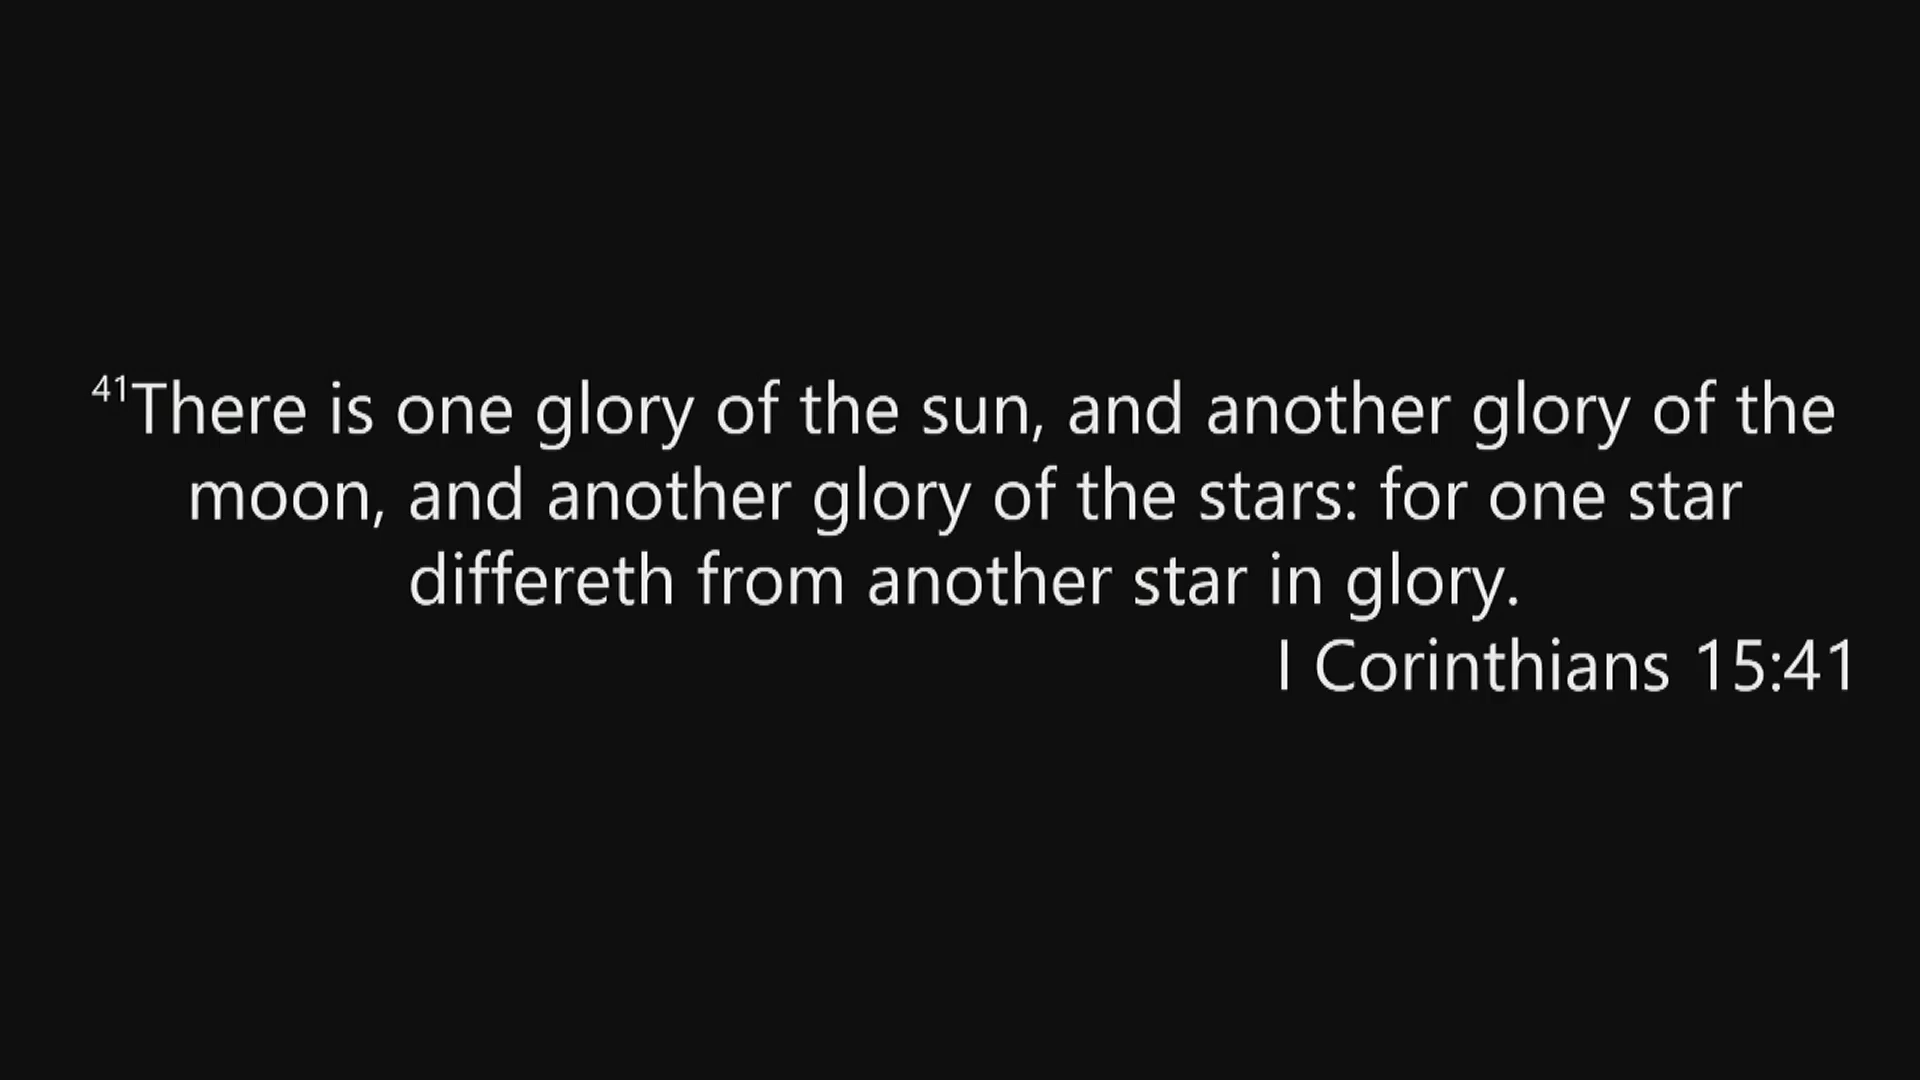 ⁴¹There is one glory of the sun, and another glory of the
moon, and another glory of the stars: for one star
differeth from another star in glory.
I Corinthians 15:41